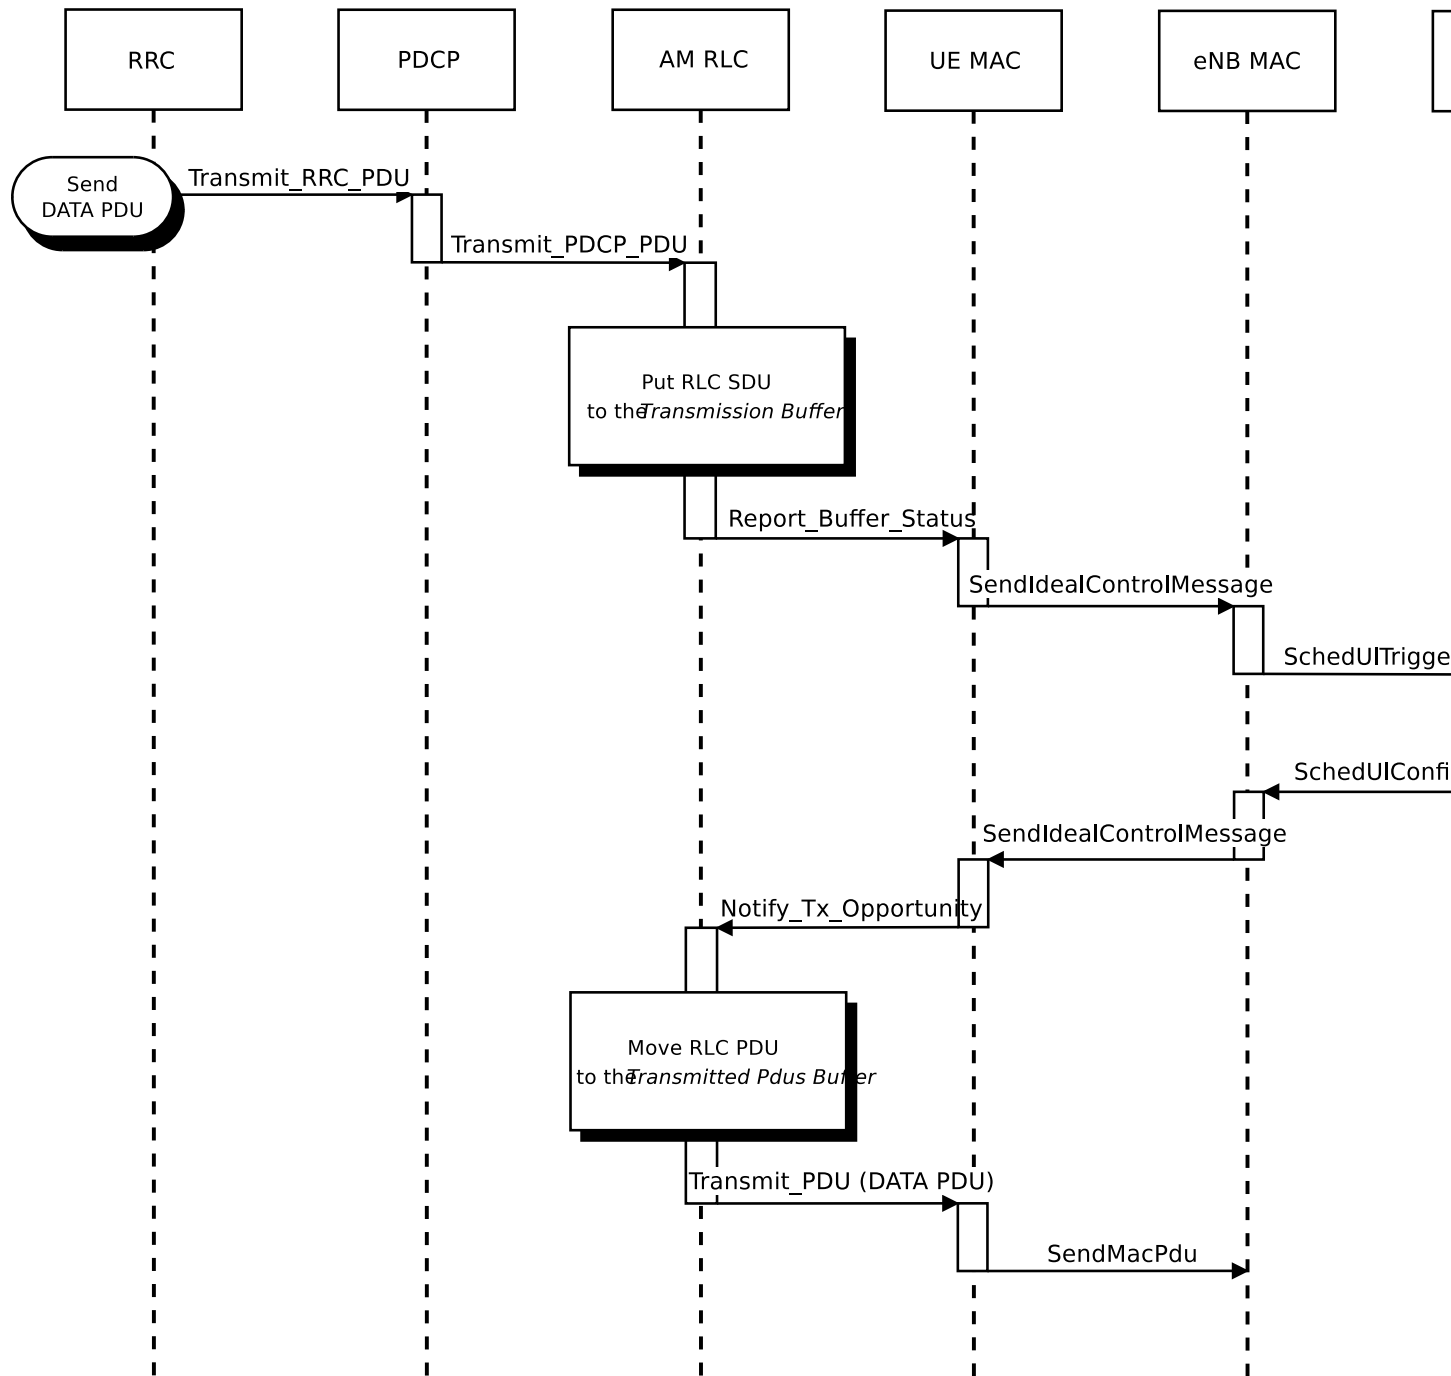 RRC
PDCP
AM RLC
UE MAC
eNB MAC
Send
DATA PDU
Transmit_RRC_PDU
Transmit_PDCP_PDU
Put RLC SDU
to the Transmission Buffer
Report_Buffer_Status
SendIdealControlMessage
SchedUlTrigge
SchedUlConfi
SendIdealControlMessage
Notify_Tx_Opportunity
Move RLC PDU
to the Transmitted Pdus Buffer
Transmit_PDU (DATA PDU)
SendMacPdu